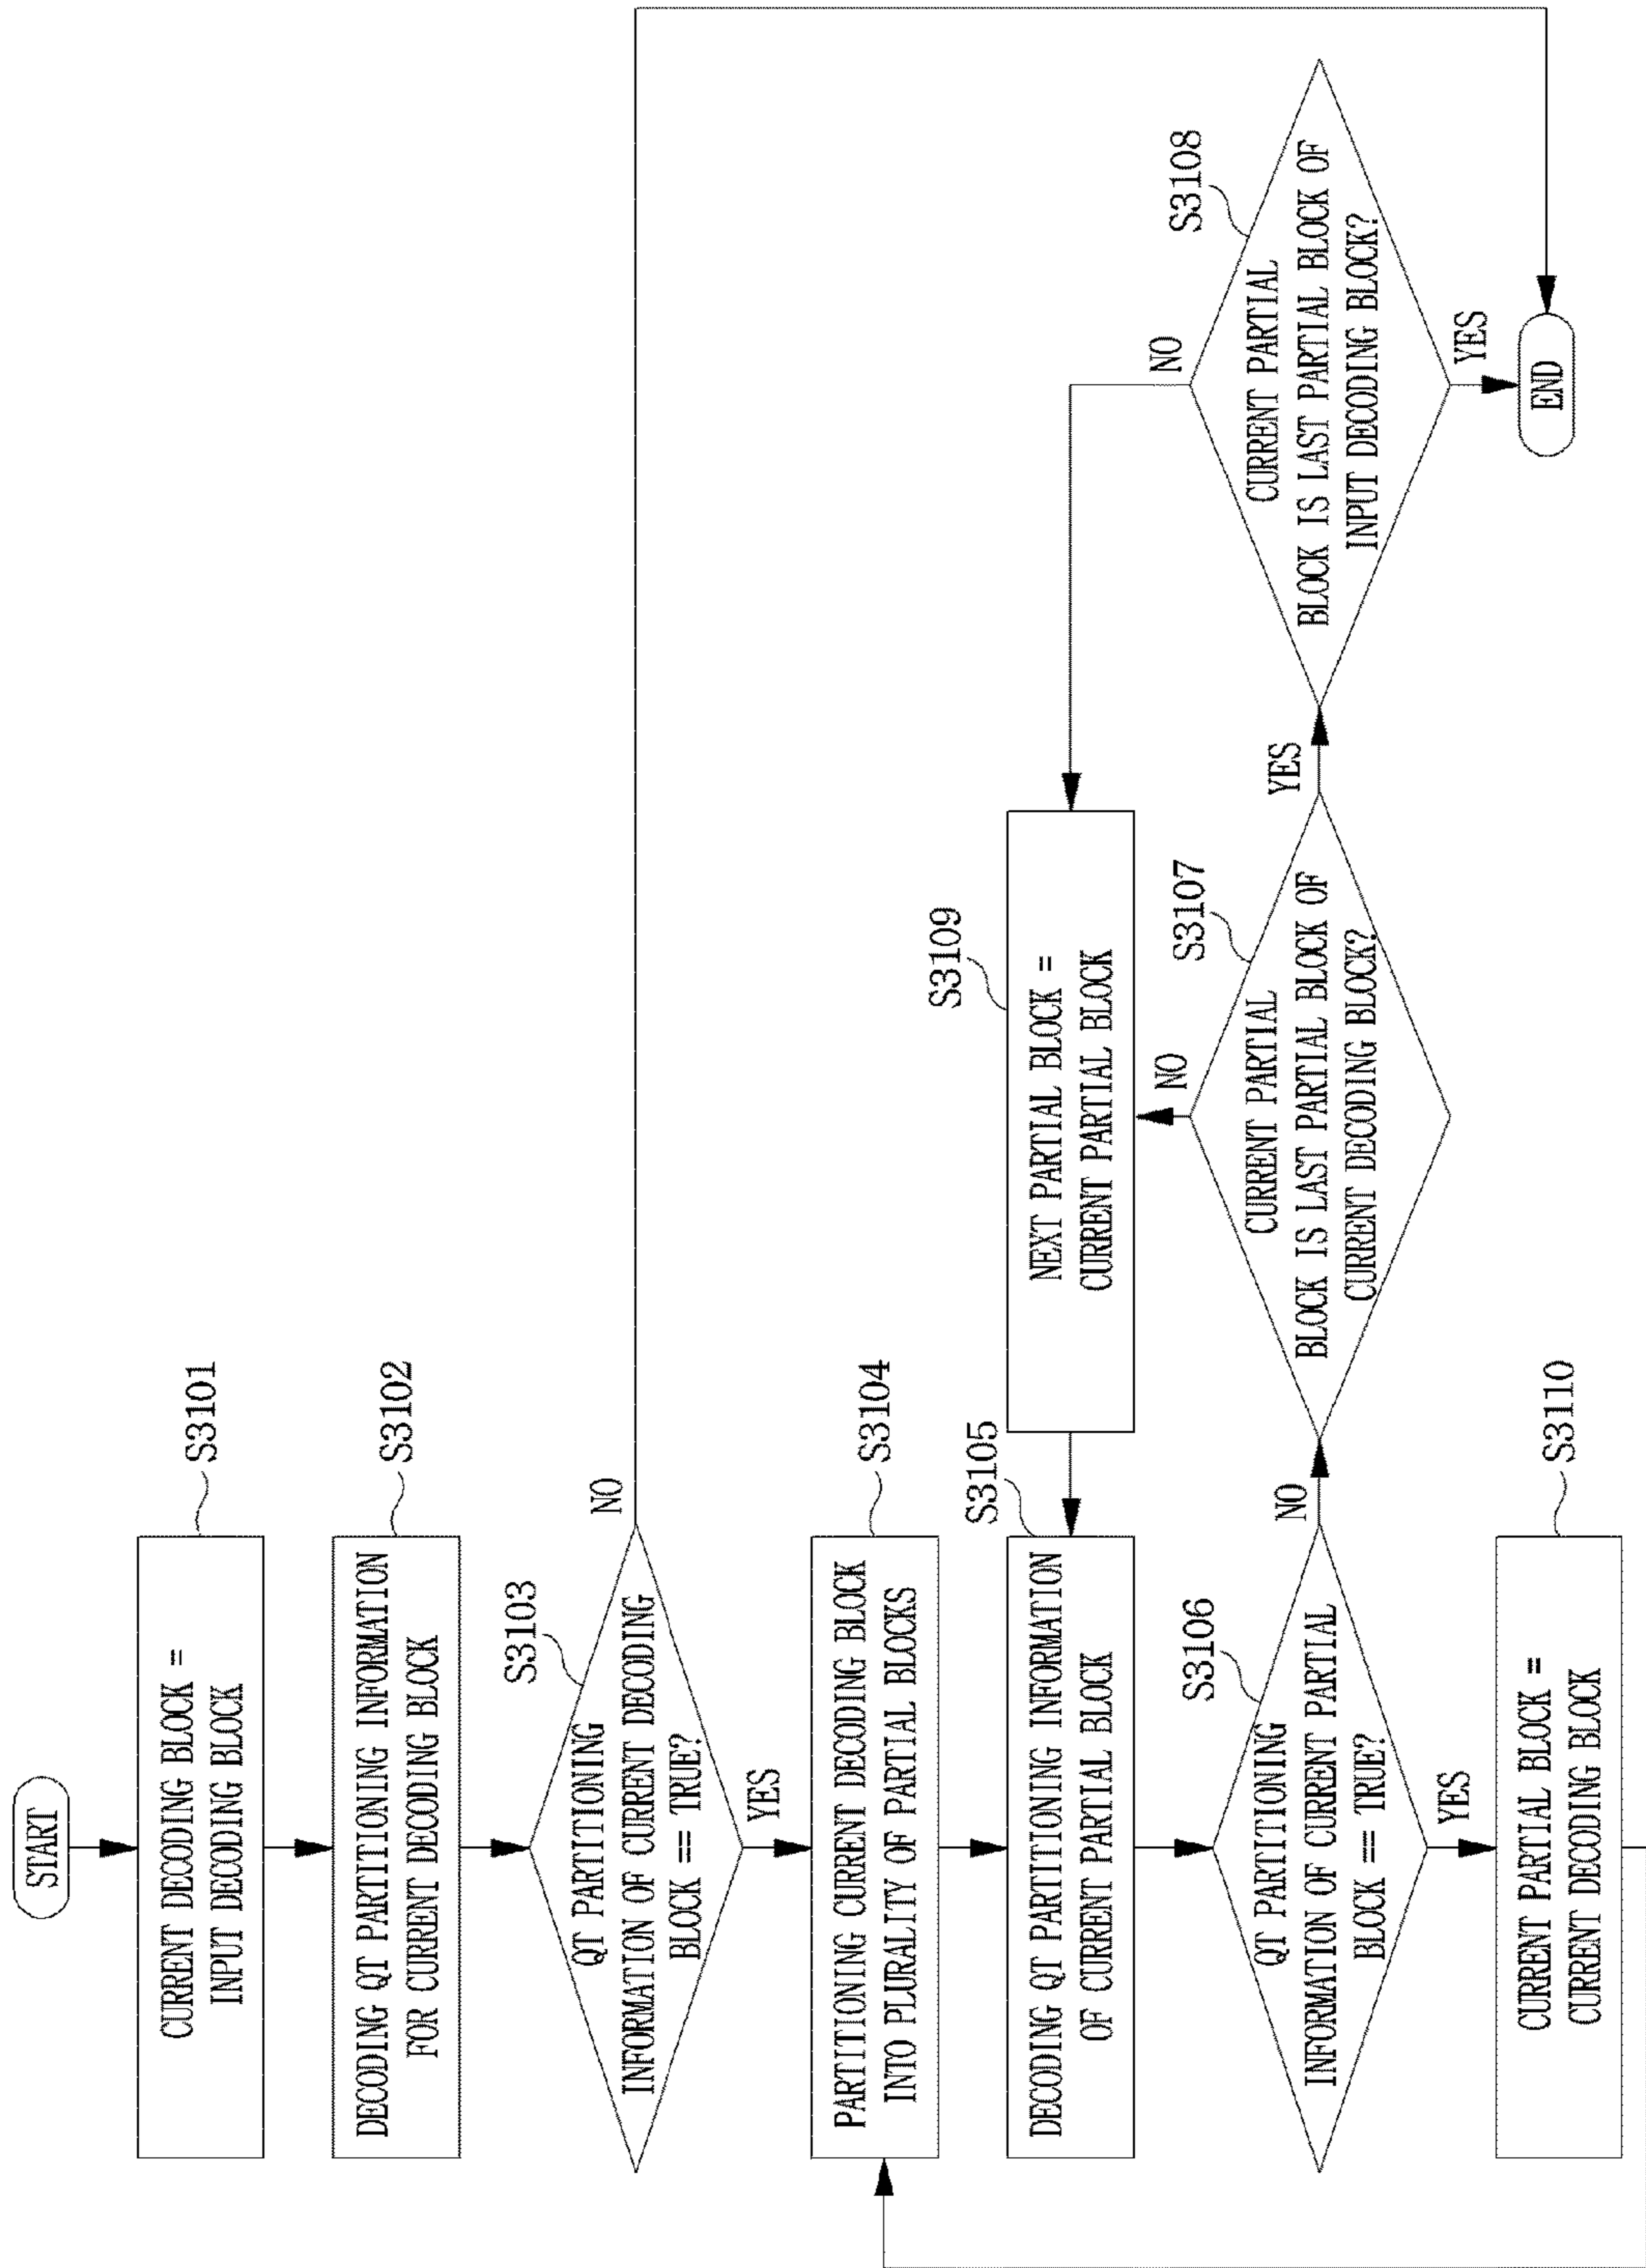 START
CURRENT DECODING BLOCK =
INPUT DECODING BLOCK
S3101
DECODING QT PARTITIONING INFORMATION
FOR CURRENT DECODING BLOCK
S3102
S3103
QT PARTITIONING
INFORMATION OF CURRENT DECODING
BLOCK == TRUE?
NO
YES
PARTITIONING CURRENT DECODING BLOCK
INTO PLURALITY OF PARTIAL BLOCKS
S3104
DECODING QT PARTITIONING INFORMATION
OF CURRENT PARTIAL BLOCK
S3105
NEXT PARTIAL BLOCK =
CURRENT PARTIAL BLOCK
S3109
S3106
QT PARTITIONING
INFORMATION OF CURRENT PARTIAL
BLOCK == TRUE?
NO
YES
S3107
CURRENT PARTIAL
BLOCK IS LAST PARTIAL BLOCK OF
CURRENT DECODING BLOCK?
NO
YES
S3108
CURRENT PARTIAL
BLOCK IS LAST PARTIAL BLOCK OF
INPUT DECODING BLOCK?
NO
YES
CURRENT PARTIAL BLOCK =
CURRENT DECODING BLOCK
S3110
END